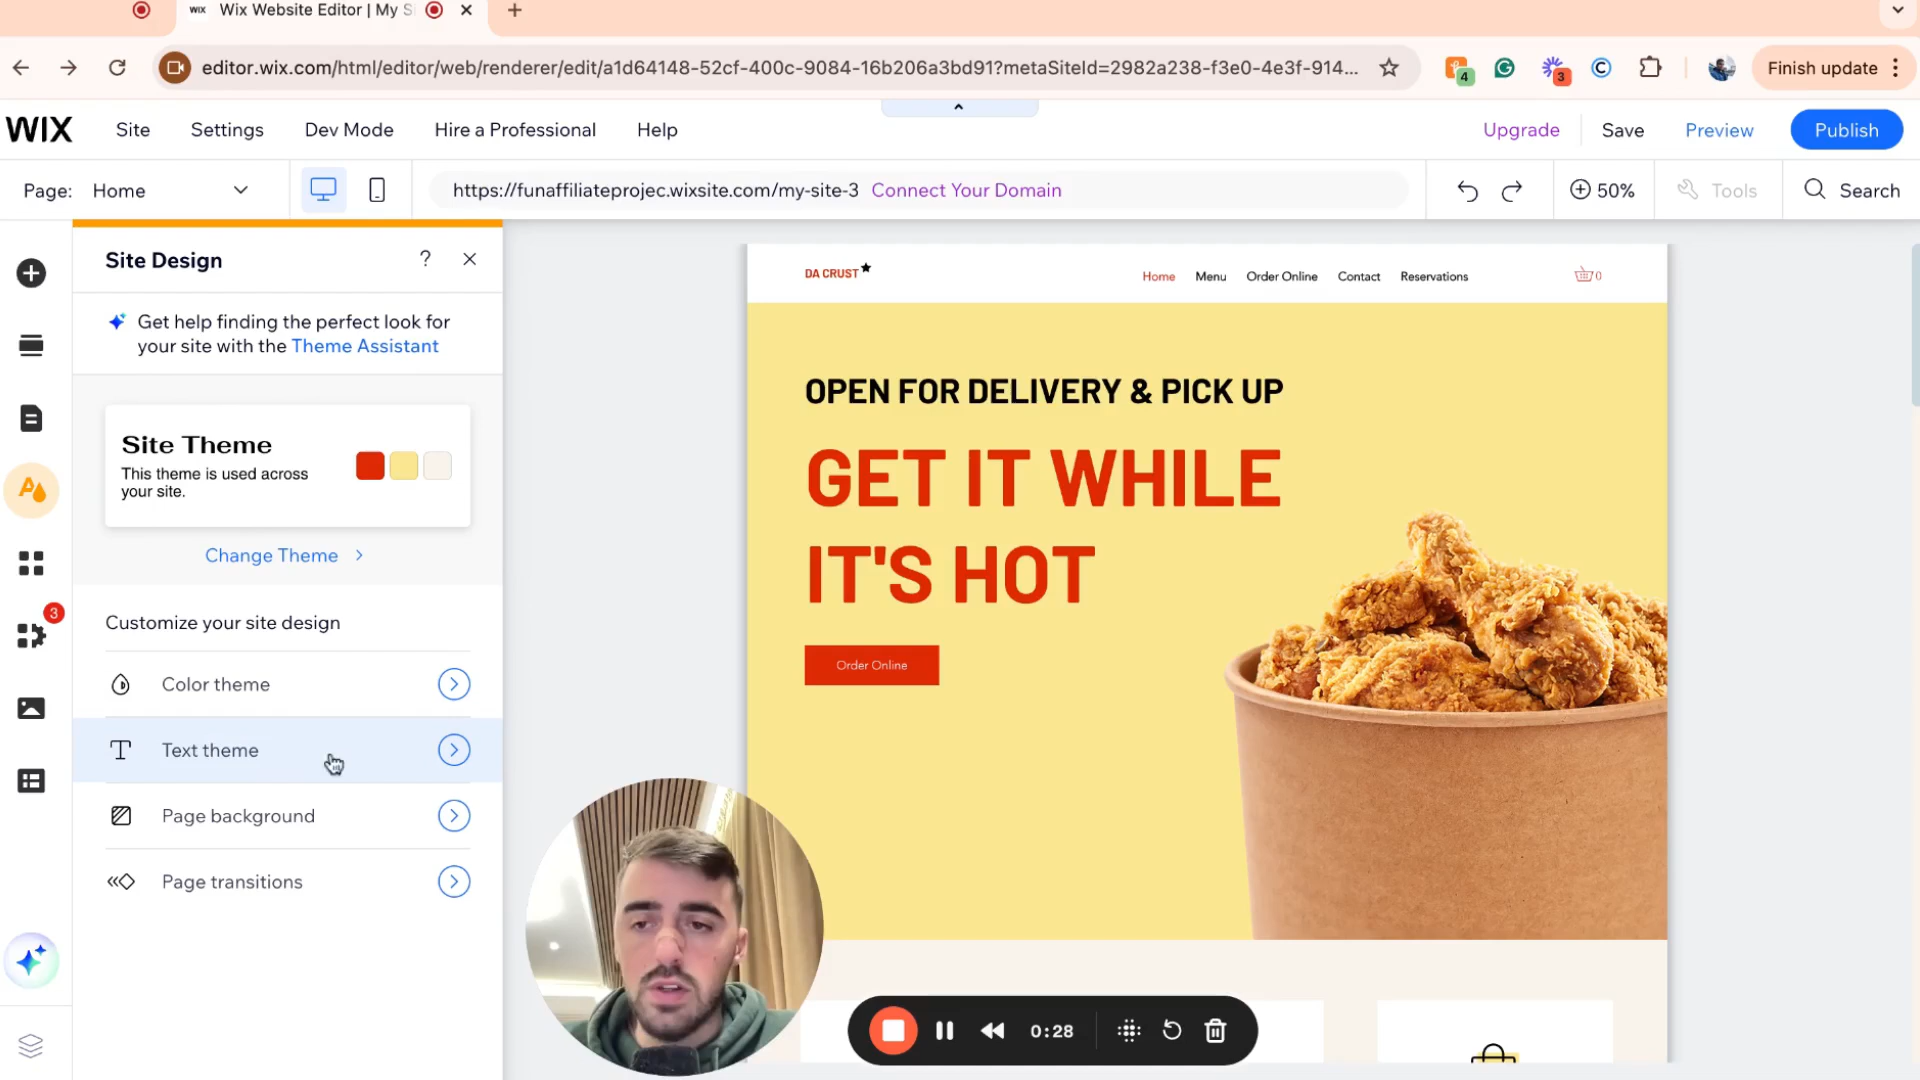 WIX Wix Website Editor | My S
editor.wix.com/html/editor/web/renderer/edit/a1d64148-52cf-400c-9084-16b206a3bd91?metaSiteId=2982a238-f3e0-4e3f-914...
4
3
Finish update
WIX Site Settings Dev Mode Hire a Professional Help
Upgrade Save Preview Publish
Page: Home
https://funaffiliateprojec.wixsite.com/my-site-3 Connect Your Domain
50% Tools Search
Site Design ?
Get help finding the perfect look for
your site with the Theme Assistant
Site Theme
This theme is used across
your site.
Change Theme
Customize your site design
3
Color theme
Text theme
Page background
Page transitions
DA CRUST
Home Menu Order Online Contact Reservations 0
OPEN FOR DELIVERY & PICK UP
GET IT WHILE
IT'S HOT
Order Online
0:28